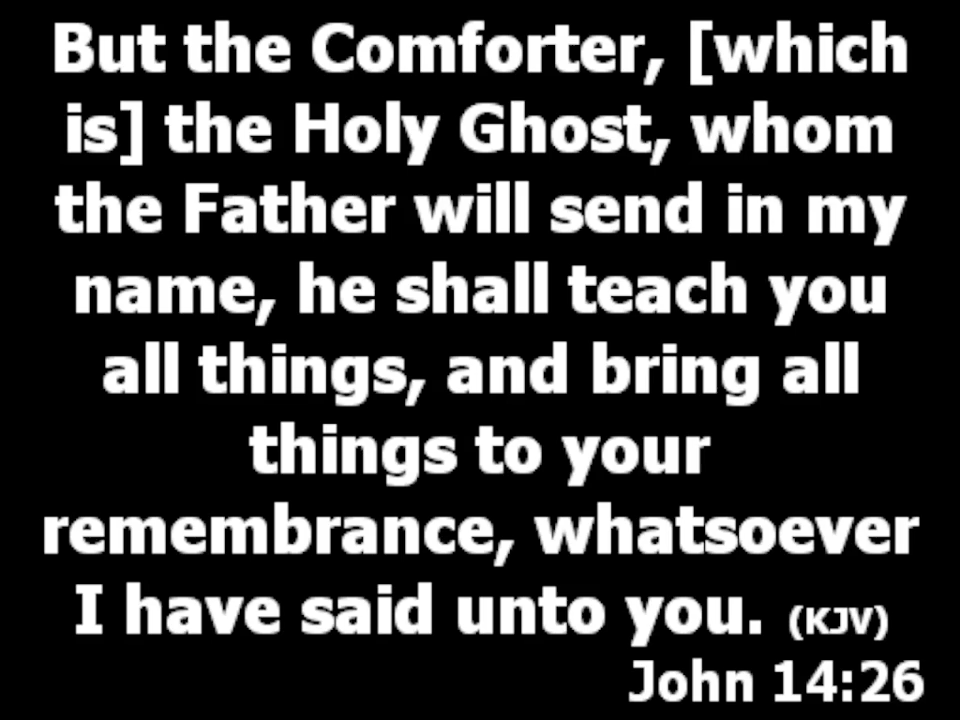 But the Comforter, [which
is] the Holy Ghost, whom
the Father will send in my
name, he shall teach you
all things, and bring all
things to your
remembrance, whatsoever
I have said unto you. (KJV)
John 14:26